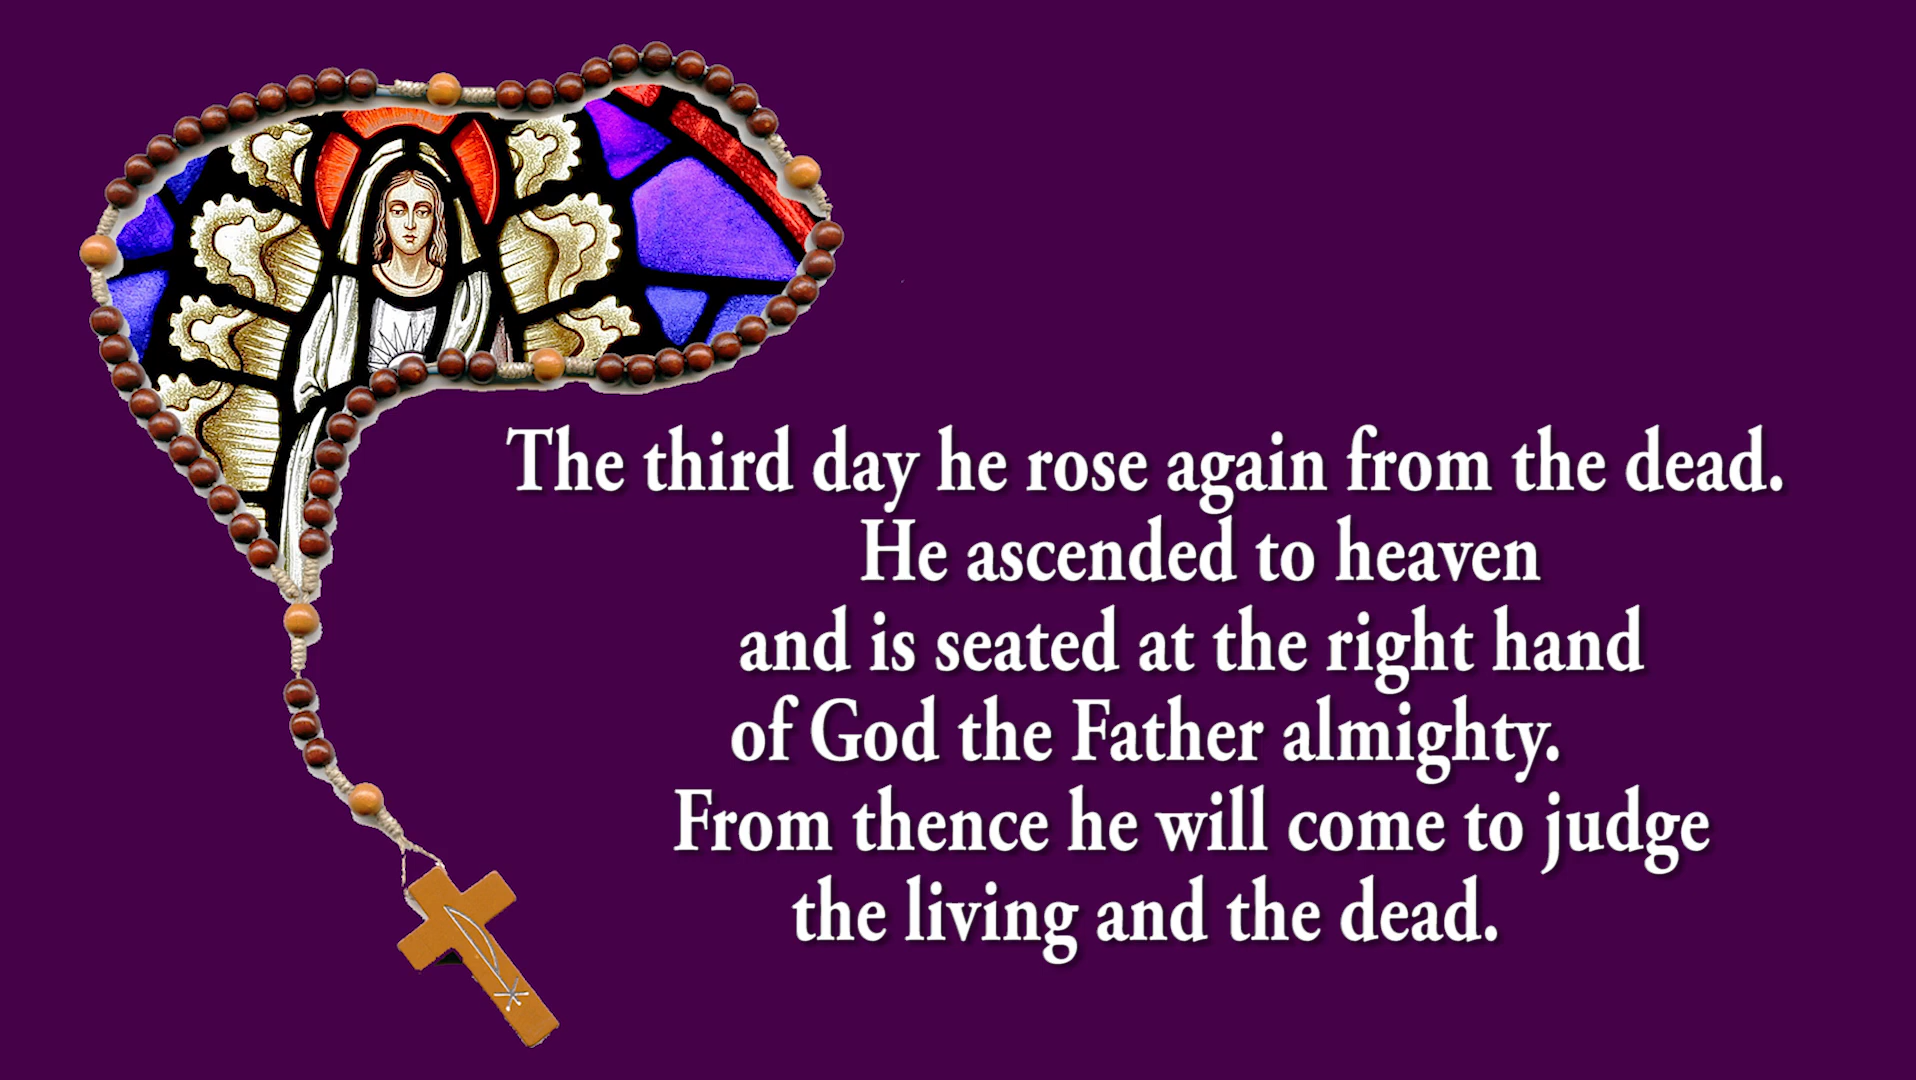 The third day he rose again from the dead.
He ascended to heaven
and is seated at the right hand
of God the Father almighty.
From thence he will come to judge
the living and the dead.